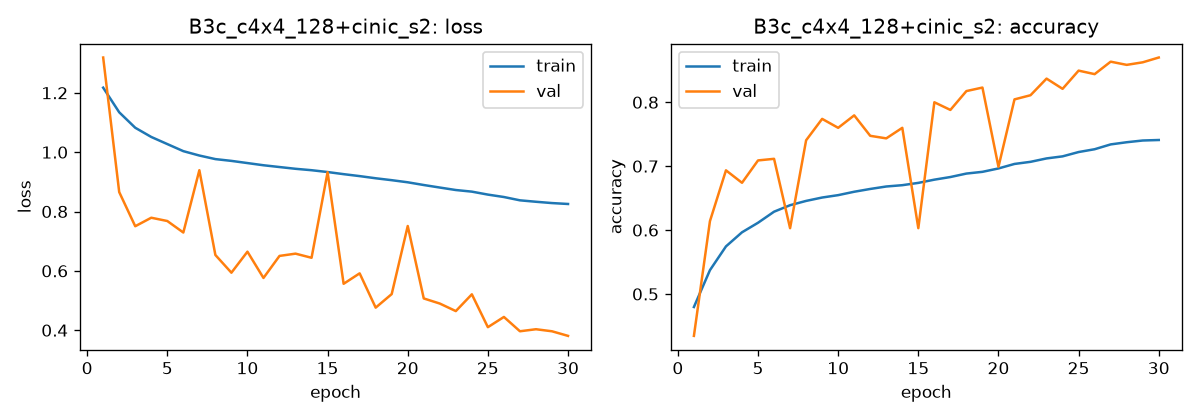 B3c_c4x4_128+cinic_s2: loss
train
val
1.2
1.0
0.8
0.6
0.4
loss
0 5 10 15 20 25 30
epoch
B3c_c4x4_128+cinic_s2: accuracy
train
val
0.8
0.7
0.6
0.5
accuracy
0 5 10 15 20 25 30
epoch